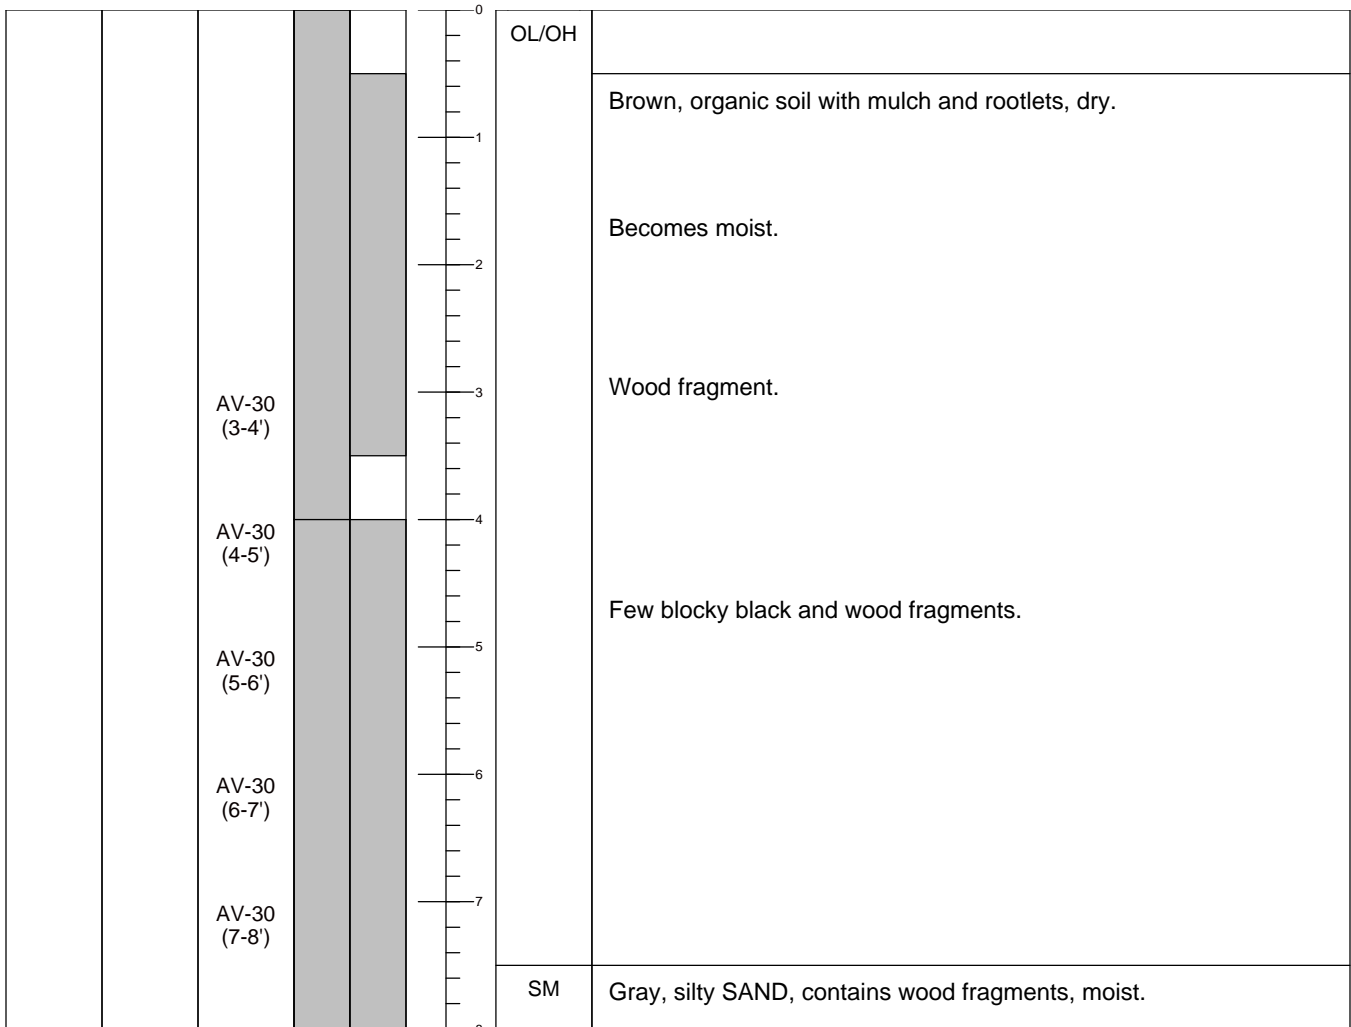 0
OL/OH
Brown, organic soil with mulch and rootlets, dry.
1
Becomes moist.
2
Wood fragment.
3
AV-30
(3-4')
4
AV-30
(4-5')
Few blocky black and wood fragments.
5
AV-30
(5-6')
6
AV-30
(6-7')
7
AV-30
(7-8')
SM
Gray, silty SAND, contains wood fragments, moist.